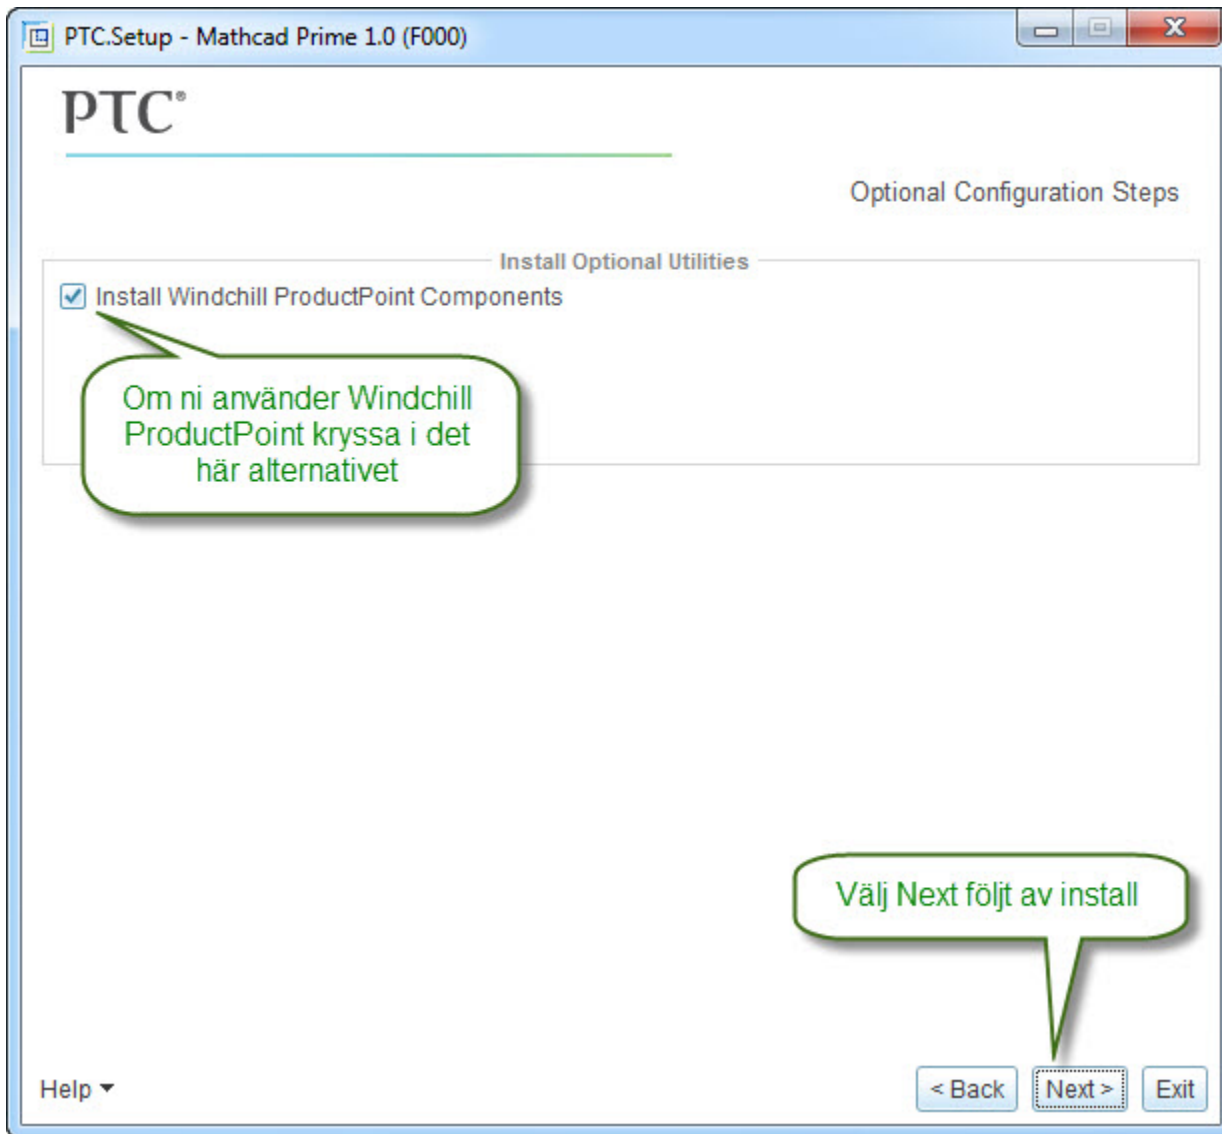 PTC.Setup - Mathcad Prime 1.0 (F000)
PTC®
Optional Configuration Steps
Install Optional Utilities
Install Windchill ProductPoint Components
Om ni använder Windchill
ProductPoint kryssa i det
här alternativet
Välj Next följt av install
Help
< Back
Next >
Exit